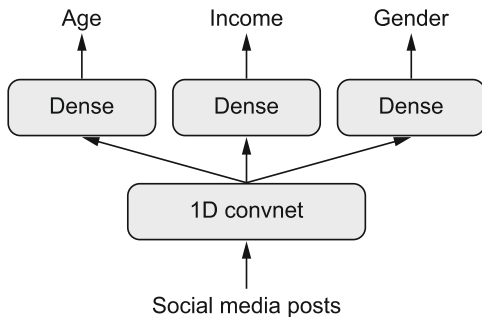 Age Income Gender
Dense Dense Dense
1D convnet
Social media posts